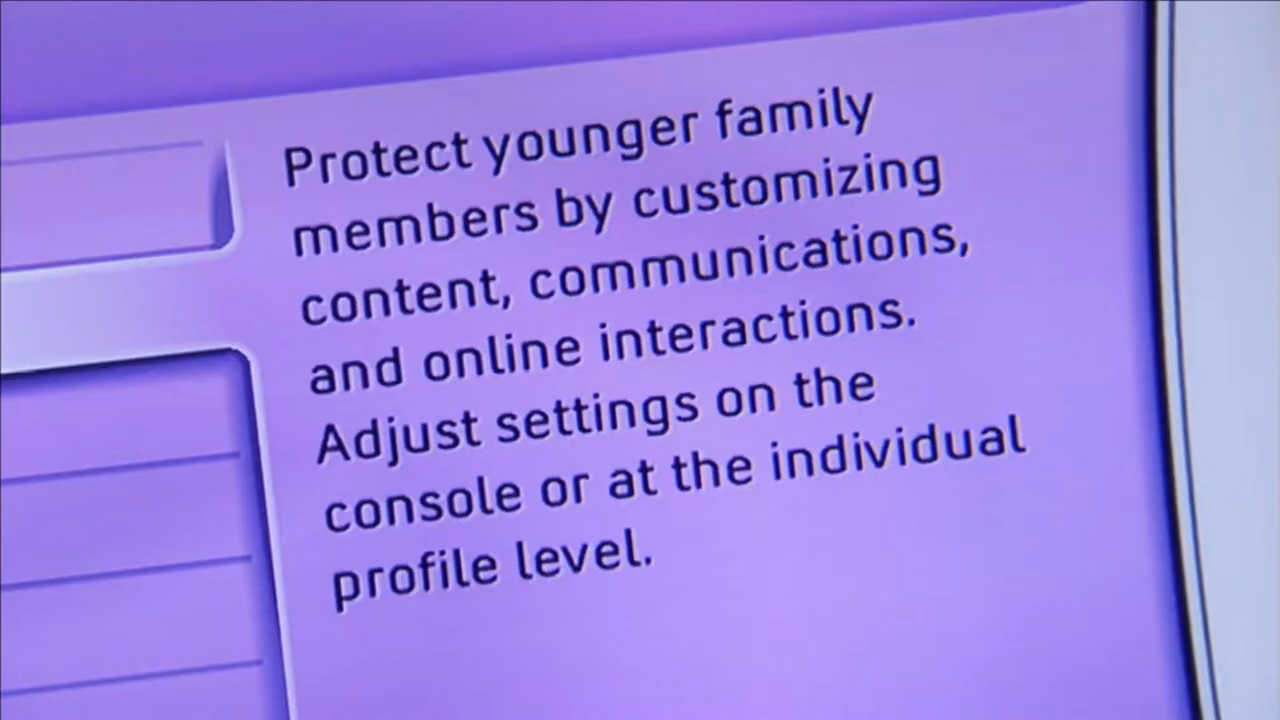 Protect younger family
members by customizing
content, communications,
and online interactions.
Adjust settings on the
console or at the individual
profile level.